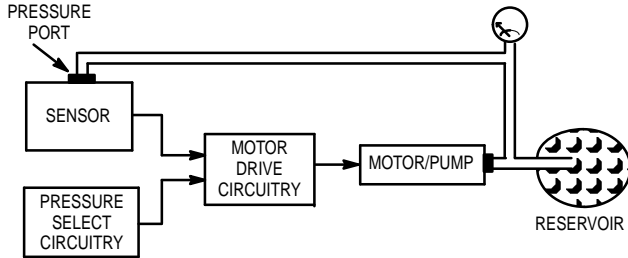 PRESSURE
PORT
SENSOR
MOTOR
DRIVE
CIRCUITRY
MOTOR/PUMP
PRESSURE
SELECT
CIRCUITRY
RESERVOIR